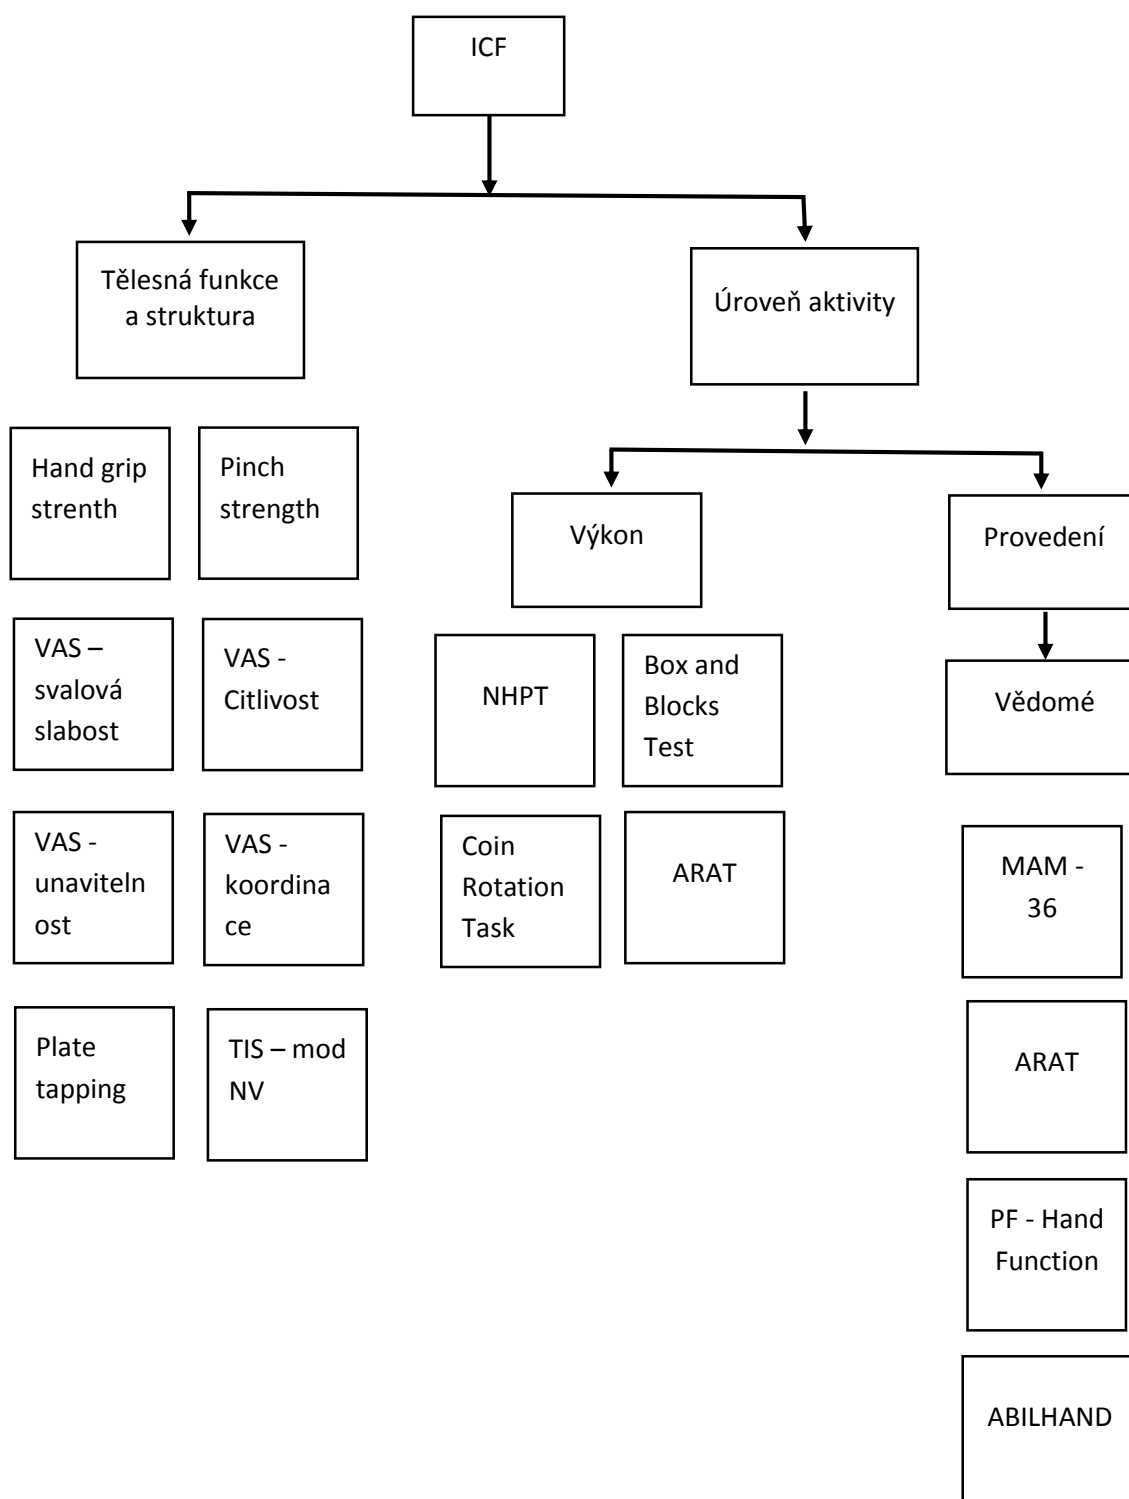 ICF
Tělesná funkce
a struktura
Úroveň aktivity
Hand grip
strenth
Pinch
strength
Výkon
Provedení
VAS –
svalová
slabost
VAS -
Citlivost
NHPT
Box and
Blocks
Test
Vědomé
VAS -
unaviteln
ost
VAS -
koordina
ce
Coin
Rotation
Task
ARAT
MAM -
36
Plate
tapping
TIS – mod
NV
ARAT
PF - Hand
Function
ABILHAND